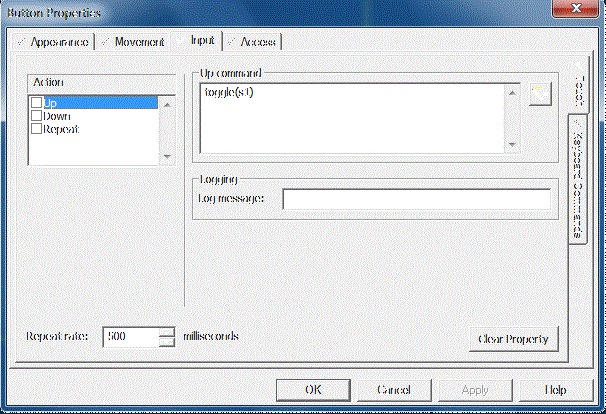 Button Properties
Appearance
Movement
Input
Access
Action
Up
Down
Repeat
Up command
toggle(st)
Logging
Log message:
Touch
Keyboard Commands
Repeat rate:
500
milliseconds
Clear Property
OK
Cancel
Apply
Help